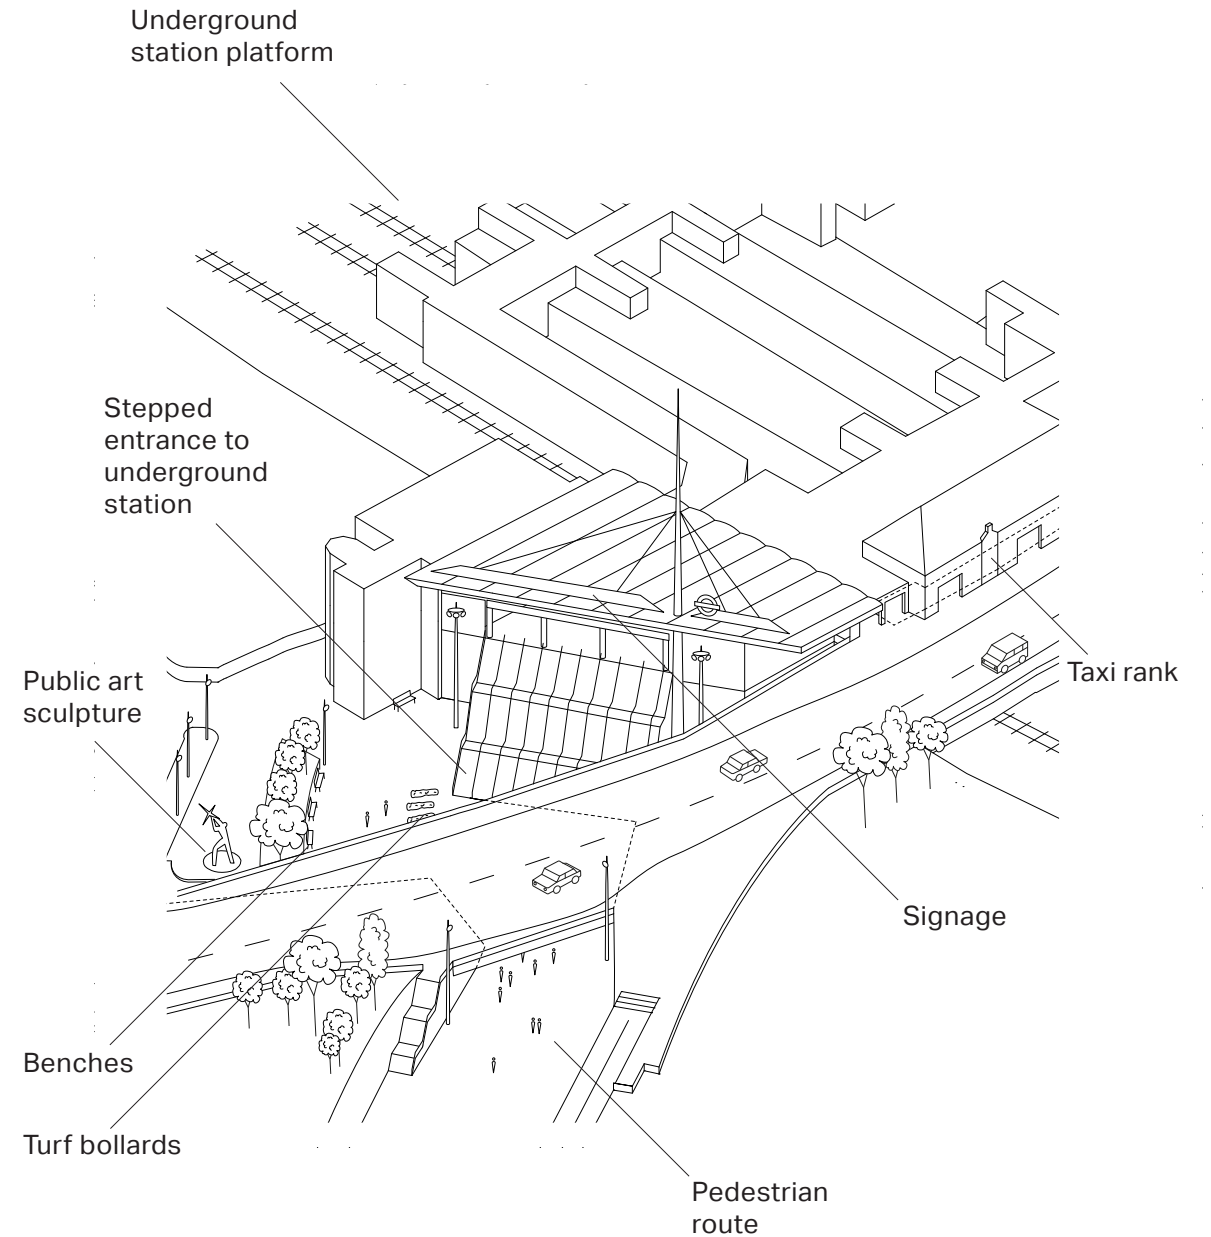 Underground
station platform
Stepped
entrance to
underground
station
Public art
sculpture
Taxi rank
Signage
Benches
Turf bollards
Pedestrian
route